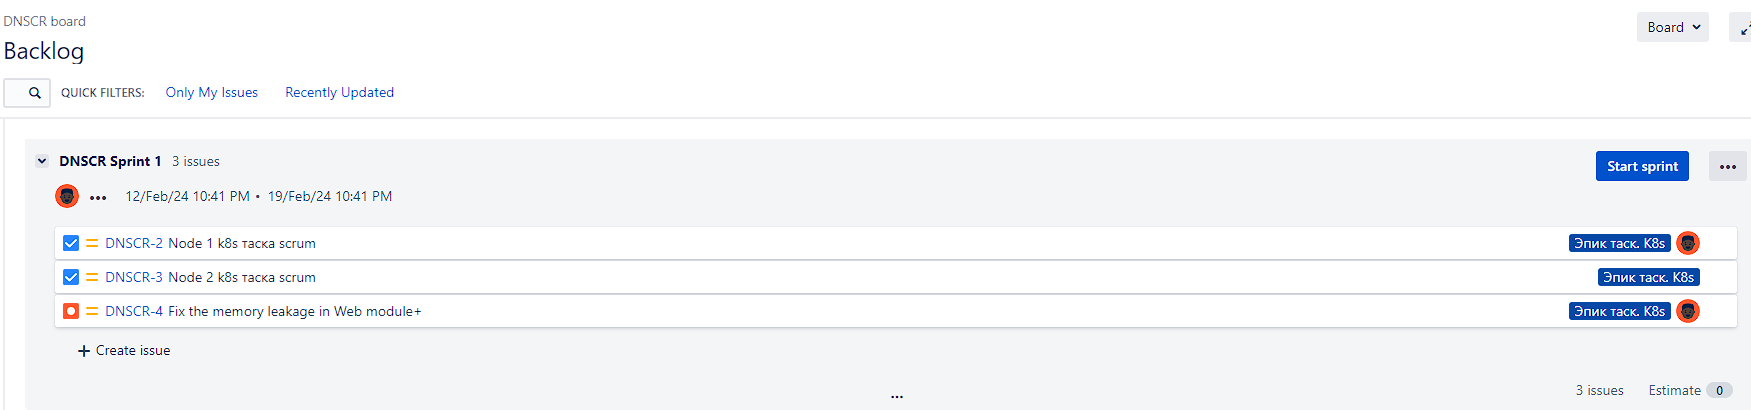 DNSCR board
Board
Backlog
QUICK FILTERS: Only My Issues Recently Updated
DNSCR Sprint 1 3 issues
Start sprint
12/Feb/24 10:41 PM • 19/Feb/24 10:41 PM
DNSCR-2 Node 1 k8s таска scrum Эпик таск. K8s
DNSCR-3 Node 2 k8s таска scrum Эпик таск. K8s
DNSCR-4 Fix the memory leakage in Web module+ Эпик таск. K8s
+ Create issue
3 issues Estimate 0